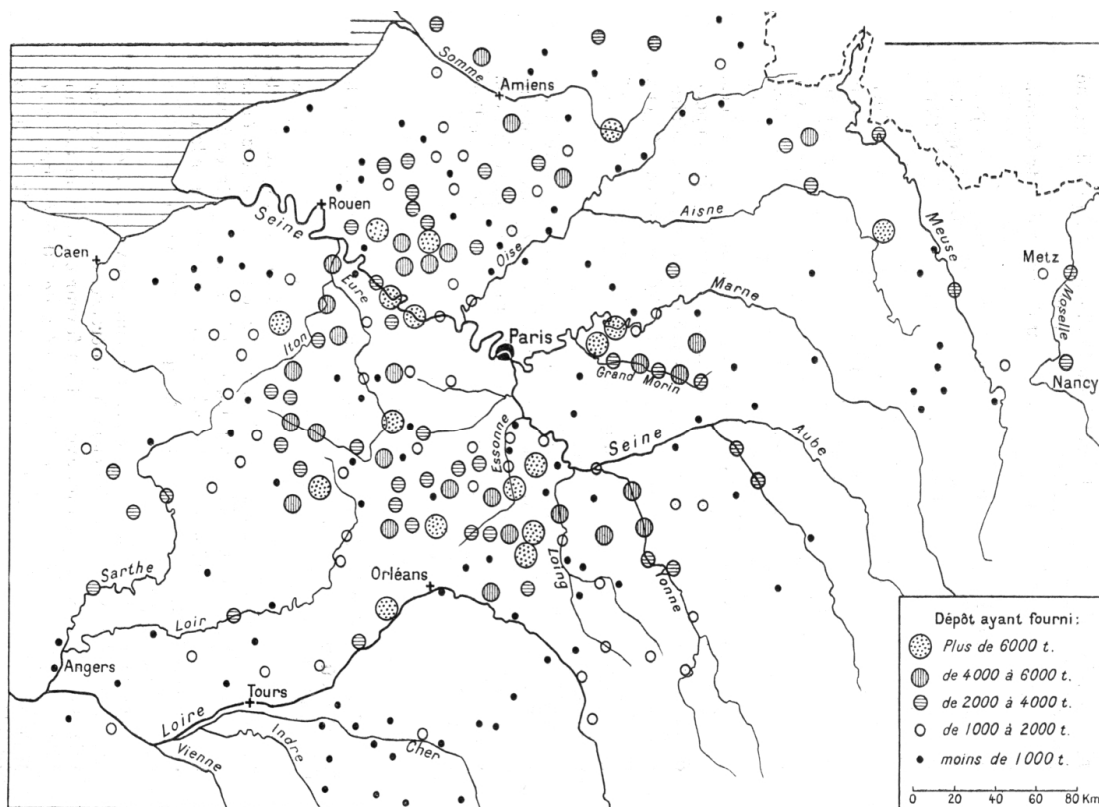 Somme
Amiens
Rouen
Seine
Oise
Aisne
Meuse
Caen
Metz
Eure
Marne
Moselle
Iton
Paris
Grand Morin
Nancy
Essonne
Seine
Aube
Sarthe
Loing
Yonne
Orléans
Loir
Angers
Tours
Loire
Indre
Cher
Vienne
Dépôt ayant fourni :
Plus de 6000 t.
de 4000 à 6000 t.
de 2000 à 4000 t.
de 1000 à 2000 t.
moins de 1000 t.
0 20 40 60 80 Km